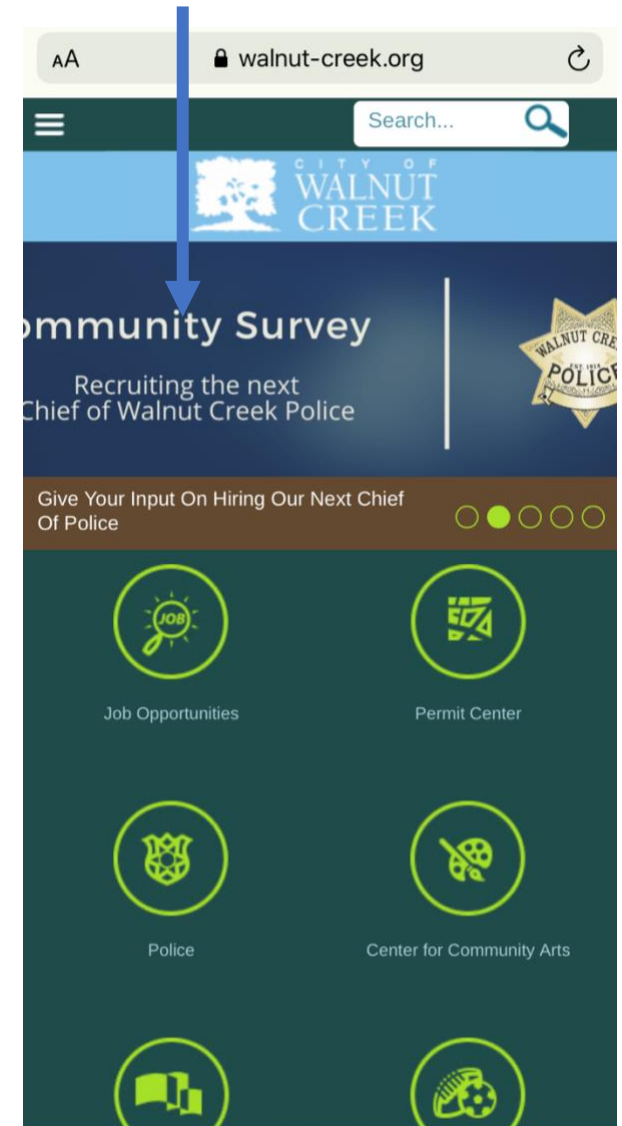 AA walnut-creek.org
Search...
CITY OF
WALNUT
CREEK
ommunity Survey
Recruiting the next
Chief of Walnut Creek Police
WALNUT CRE
POLICE
Give Your Input On Hiring Our Next Chief
Of Police
JOB
Job Opportunities
Permit Center
Police
Center for Community Arts